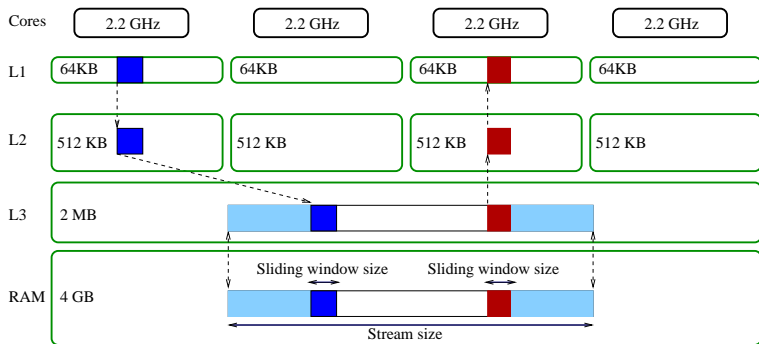 Cores 2.2 GHz 2.2 GHz 2.2 GHz 2.2 GHz
L1 64KB 64KB 64KB 64KB
L2 512 KB 512 KB 512 KB 512 KB
L3 2 MB
Sliding window size Sliding window size
RAM 4 GB
Stream size